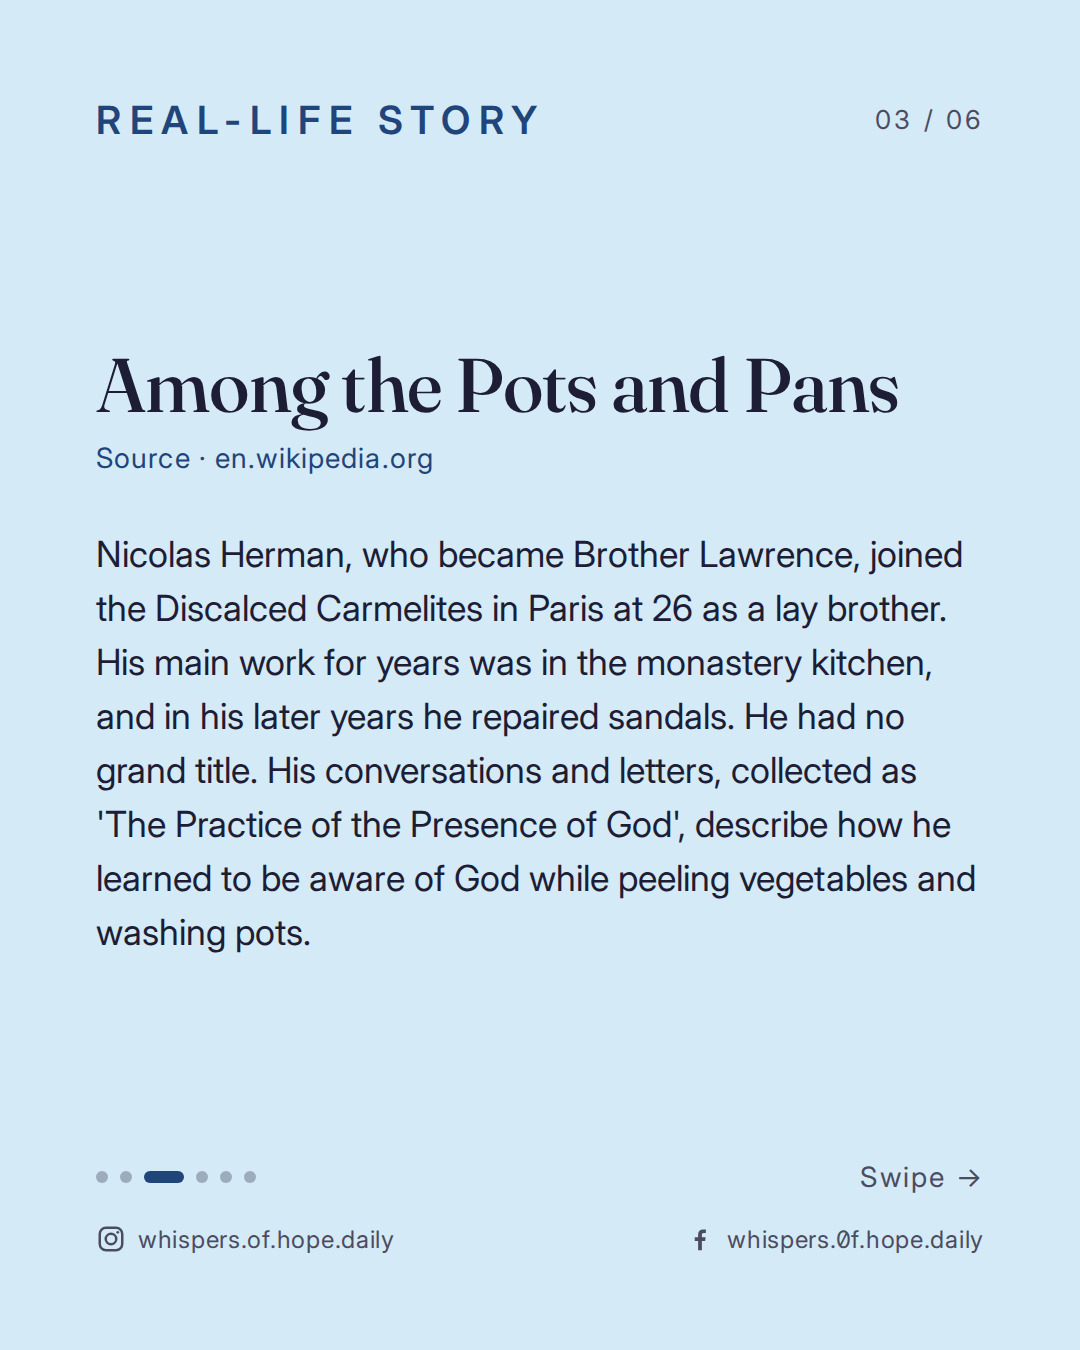 REAL-LIFE STORY
03 / 06
Among the Pots and Pans
Source · en.wikipedia.org
Nicolas Herman, who became Brother Lawrence, joined
the Discalced Carmelites in Paris at 26 as a lay brother.
His main work for years was in the monastery kitchen,
and in his later years he repaired sandals. He had no
grand title. His conversations and letters, collected as
'The Practice of the Presence of God', describe how he
learned to be aware of God while peeling vegetables and
washing pots.
Swipe →
whispers.of.hope.daily
whispers.0f.hope.daily